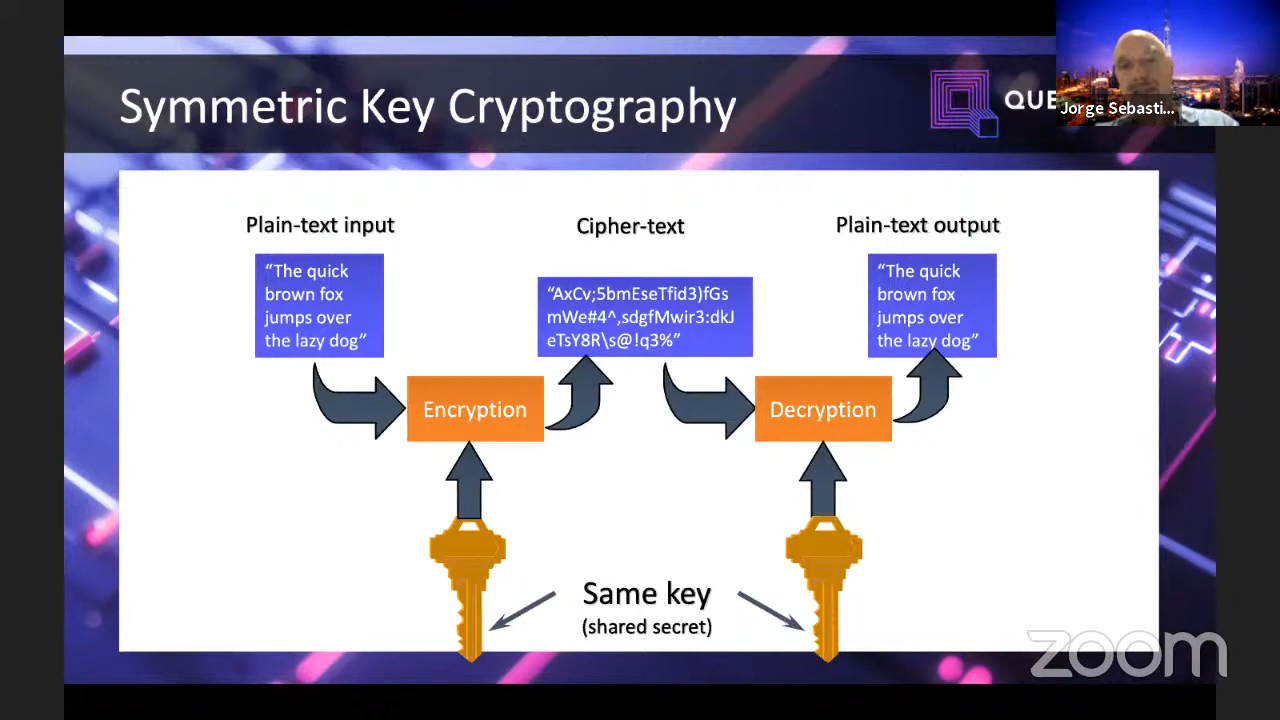 Symmetric Key Cryptography
QUE
Jorge Sebasti...
Plain-text input
Cipher-text
Plain-text output
“The quick
brown fox
jumps over
the lazy dog”
“AxCv;5bmEseTfid3)fGs
mWe#4^,sdgfMwir3:dkJ
eTsY8R\s@!q3%”
“The quick
brown fox
jumps over
the lazy dog”
Encryption
Decryption
Same key
(shared secret)
zoom